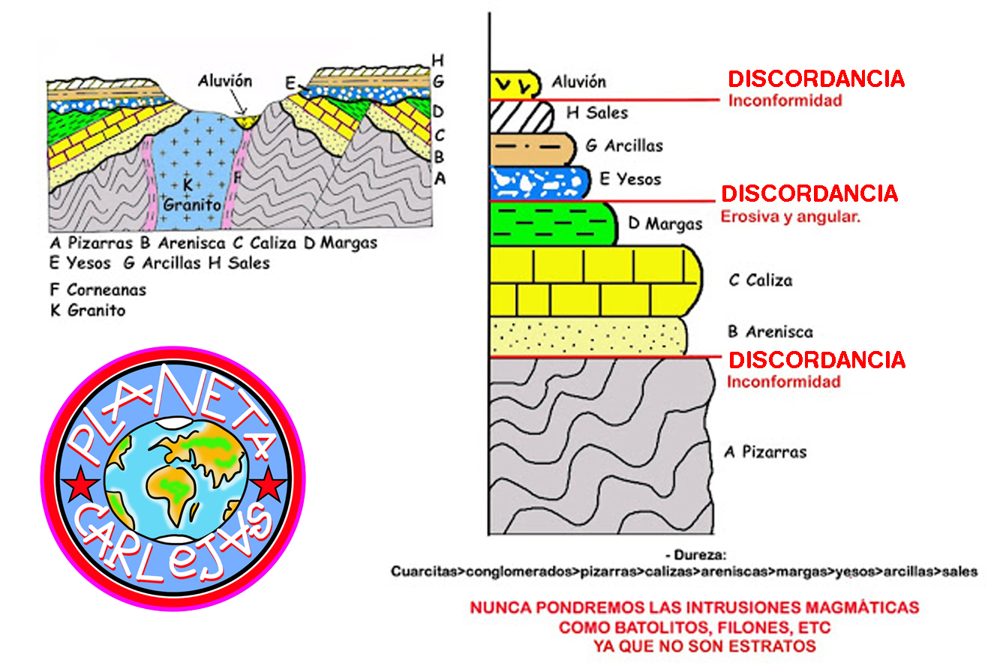 Aluvión
E
H
G
D
C
B
A
K
Granito
F
A Pizarras B Arenisca C Caliza D Margas
E Yesos G Arcillas H Sales
F Corneanas
K Granito
PLANETA
CARLeJAS
Aluvión
DISCORDANCIA
Inconformidad
H Sales
G Arcillas
E Yesos
DISCORDANCIA
Erosiva y angular.
D Margas
C Caliza
B Arenisca
DISCORDANCIA
Inconformidad
A Pizarras
- Dureza:
Cuarcitas>conglomerados>pizarras>calizas>areniscas>margas>yesos>arcillas>sales
NUNCA PONDREMOS LAS INTRUSIONES MAGMÁTICAS
COMO BATOLITOS, FILONES, ETC
YA QUE NO SON ESTRATOS